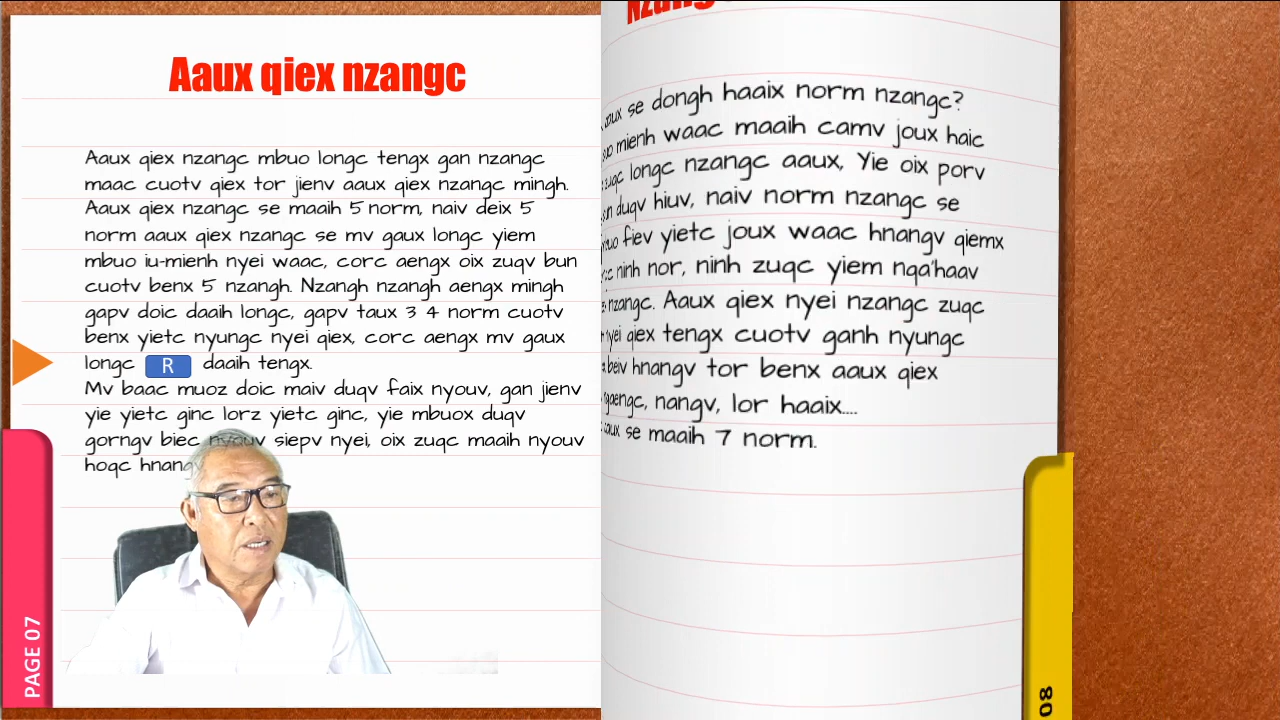 Aaux qiex nzangc
Aaux qiex nzangc mbuo longc tengx gan nzangc
maac cuotv qiex tor jienv aaux qiex nzangc mingh.
Aaux qiex nzangc se maaih 5 norm, naiv deix 5
norm aaux qiex nzangc se mv gaux longc yiem
mbuo iu-mienh nyei waac, corc aengx oix zuqv bun
cuotv benx 5 nzangh. Nzangh nzangh aengx mingh
gapv doic daaih longc, gapv taux 3 4 norm cuotv
benx yietc nyungc nyei qiex, corc aengx mv gaux
longc R daaih tengx.
Mv baac muoz doic maiv duqv faix nyouv, gan jienv
yie yietc ginc lorz yietc ginc, yie mbuox duqv
gorngv biec nyouv siepv nyei, oix zuqc maaih nyouv
hoqc
PAGE 07
se dongh haaix norm nzangc?
mienh waac maaih camv joux haic
longc nzangc aaux, Yie oix porv
duqv hiuv, naiv norm nzangc se
fiev yietc joux waac hnangv qiemx
ninh nor, ninh zuqc yiem nqa'haav
nzangc. Aaux qiex nyei nzangc zuqc
nyei qiex tengx cuotv ganh nyungc
beiv hnangv tor benx aaux qiex
nangv, lor haaix....
se maaih 7 norm.
08